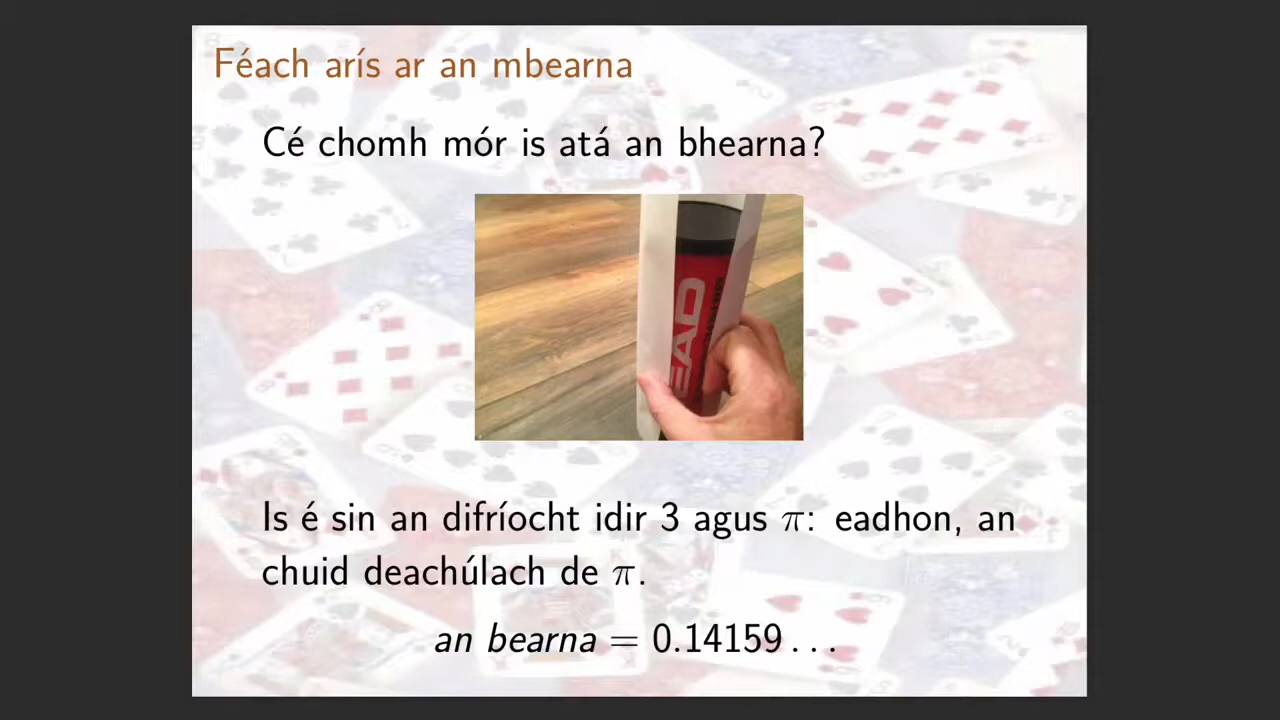 Féach arís ar an mbearna
Cé chomh mór is atá an bhearna?
EAD
Is é sin an difríocht idir 3 agus π: eadhon, an
chuid deachúlach de π.
an bearna = 0.14159 . . .